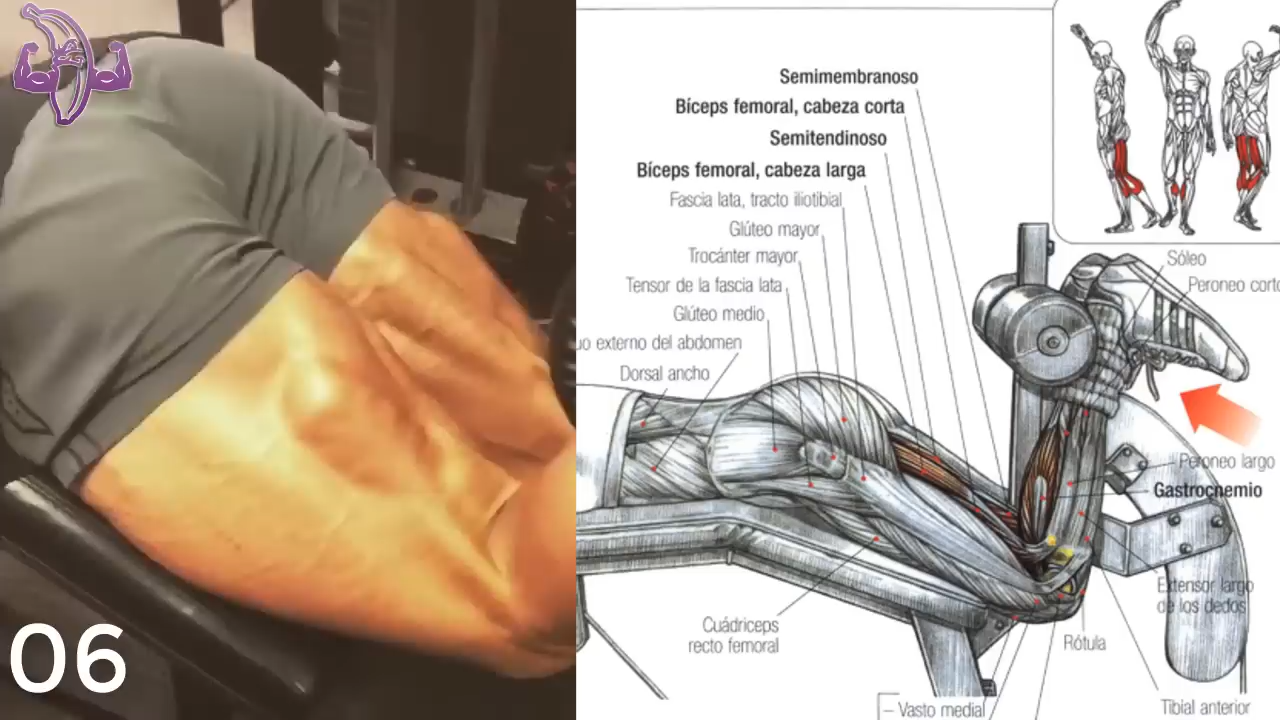 06
Semimembranoso
Bíceps femoral, cabeza corta
Semitendinoso
Bíceps femoral, cabeza larga
Fascia lata, tracto iliotibial
Glúteo mayor
Trocánter mayor
Tensor de la fascia lata
Glúteo medio
uo externo del abdomen
Dorsal ancho
Sóleo
Peroneo corto
Peroneo largo
Gastrocnemio
Extensor largo
de los dedos
Cuádriceps
recto femoral
Rótula
Vasto medial
Tibial anterior